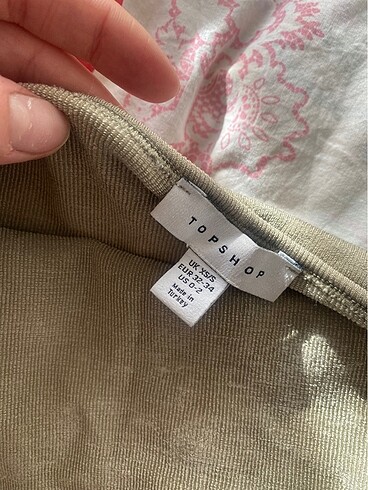 TOPSHOP
UK XS/S
EUR 32-34
US 0-2
Made in
Turkey